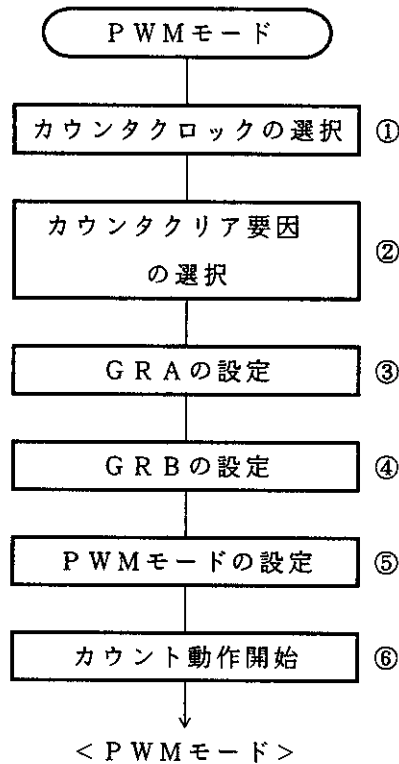 PWMモード
カウンタクロックの選択 ①
カウンタクリア要因
の選択 ②
GRAの設定 ③
GRBの設定 ④
PWMモードの設定 ⑤
カウント動作開始 ⑥
<PWMモード>